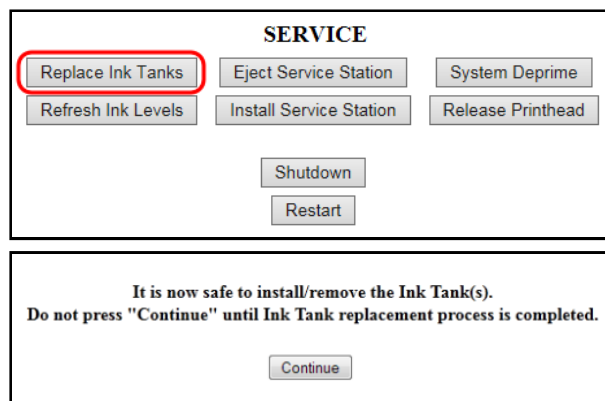 SERVICE
Replace Ink Tanks Eject Service Station System Deprime
Refresh Ink Levels Install Service Station Release Printhead
Shutdown
Restart
It is now safe to install/remove the Ink Tank(s).
Do not press "Continue" until Ink Tank replacement process is completed.
Continue